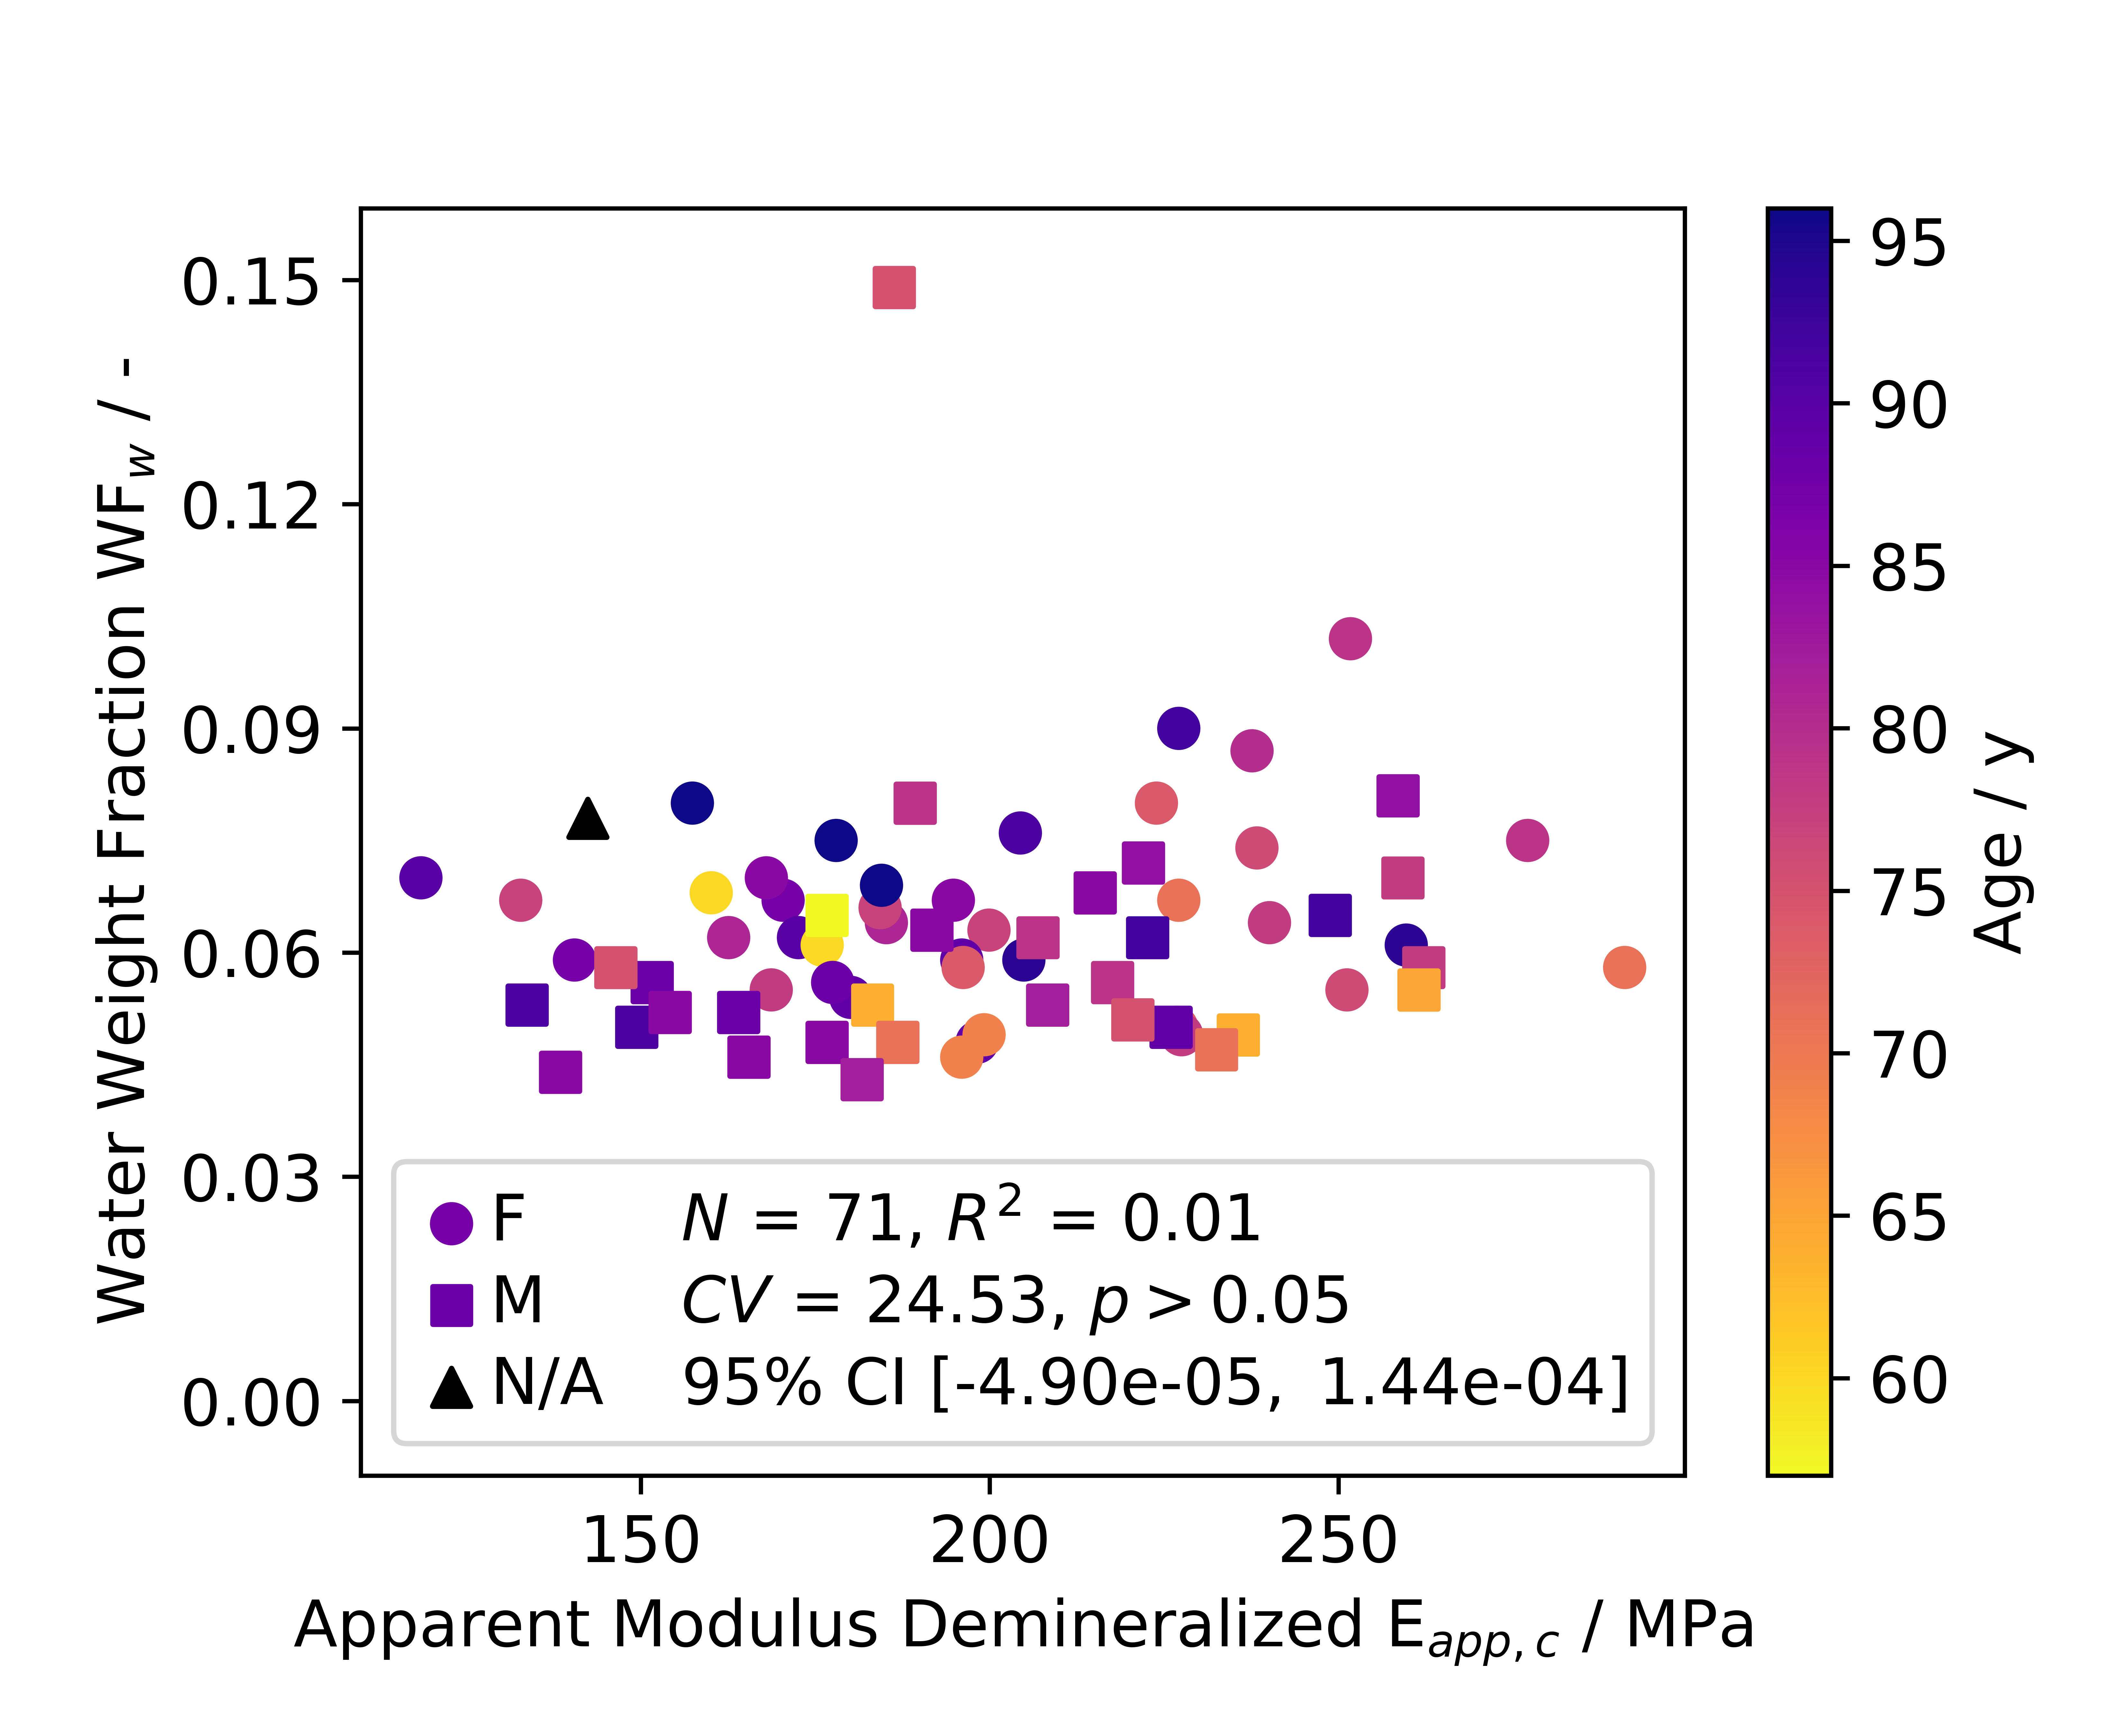 0.15
0.12
0.09
0.06
0.03
0.00
Water Weight Fraction WF_w / -
F N = 71, R² = 0.01
M CV = 24.53, p > 0.05
N/A 95% CI [-4.90e-05, 1.44e-04]
150 200 250
Apparent Modulus Demineralized E_app,c / MPa
95
90
85
80
75
70
65
60
Age / y